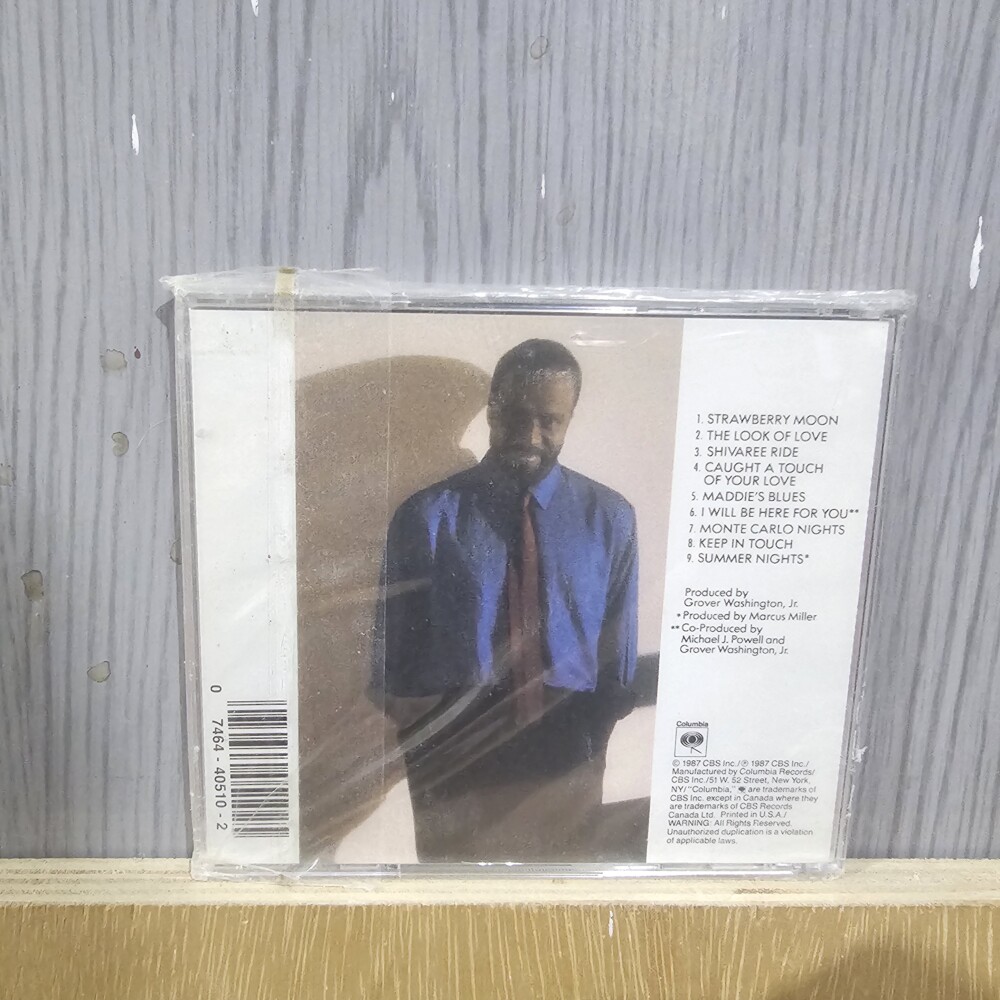 1. STRAWBERRY MOON
2. THE LOOK OF LOVE
3. SHIVAREE RIDE
4. CAUGHT A TOUCH
OF YOUR LOVE
5. MADDIE'S BLUES
6. I WILL BE HERE FOR YOU**
7. MONTE CARLO NIGHTS
8. KEEP IN TOUCH
9. SUMMER NIGHTS*
Produced by
Grover Washington, Jr.
* Produced by Marcus Miller
** Co-Produced by
Michael J. Powell and
Grover Washington, Jr.
Columbia
© 1987 CBS Inc./℗ 1987 CBS Inc./
Manufactured by Columbia Records/
CBS Inc./51 W. 52 Street, New York,
NY/"Columbia," are trademarks of
CBS Inc. except in Canada where they
are trademarks of CBS Records
Canada Ltd. Printed in U.S.A./
WARNING: All Rights Reserved.
Unauthorized duplication is a violation
of applicable laws.
0 7464-40510-2